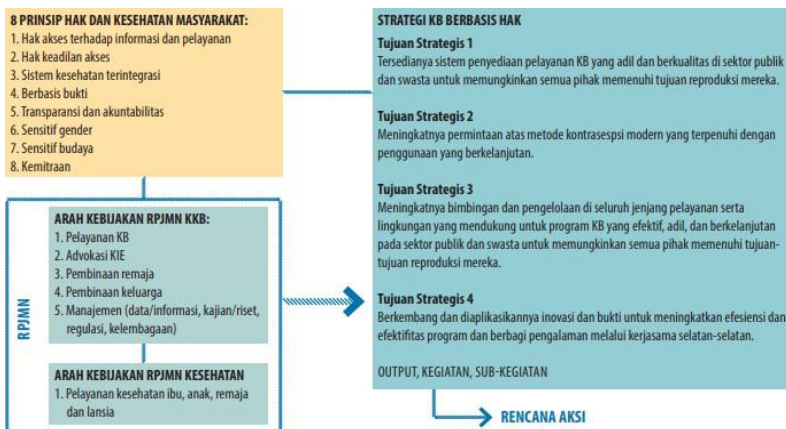 8 PRINSIP HAK DAN KESEHATAN MASYARAKAT:
1. Hak akses terhadap informasi dan pelayanan
2. Hak keadilan akses
3. Sistem kesehatan terintegrasi
4. Berbasis bukti
5. Transparansi dan akuntabilitas
6. Sensitif gender
7. Sensitif budaya
8. Kemitraan
RPJMN
ARAH KEBIJAKAN RPJMN KKB:
1. Pelayanan KB
2. Advokasi KIE
3. Pembinaan remaja
4. Pembinaan keluarga
5. Manajemen (data/informasi, kajian/riset,
regulasi, kelembagaan)
ARAH KEBIJAKAN RPJMN KESEHATAN
1. Pelayanan kesehatan ibu, anak, remaja
dan lansia
STRATEGI KB BERBASIS HAK
Tujuan Strategis 1
Tersedianya sistem penyediaan pelayanan KB yang adil dan berkualitas di sektor publik
dan swasta untuk memungkinkan semua pihak memenuhi tujuan reproduksi mereka.
Tujuan Strategis 2
Meningkatnya permintaan atas metode kontrasespsi modern yang terpenuhi dengan
penggunaan yang berkelanjutan.
Tujuan Strategis 3
Meningkatnya bimbingan dan pengelolaan di seluruh jenjang pelayanan serta
lingkungan yang mendukung untuk program KB yang efektif, adil, dan berkelanjutan
pada sektor publik dan swasta untuk memungkinkan semua pihak memenuhi tujuan-
tujuan reproduksi mereka.
Tujuan Strategis 4
Berkembang dan diaplikasikannya inovasi dan bukti untuk meningkatkan efesiensi dan
efektifitas program dan berbagi pengalaman melalui kerjasama selatan-selatan.
OUTPUT, KEGIATAN, SUB-KEGIATAN
RENCANA AKSI